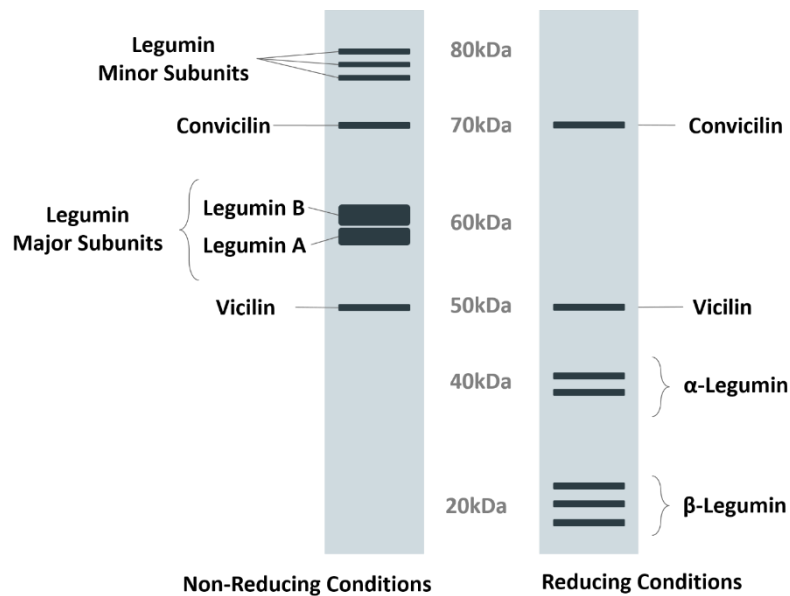 Legumin
Minor Subunits
80kDa
Convicilin
70kDa
Convicilin
Legumin
Major Subunits
Legumin B
Legumin A
60kDa
Vicilin
50kDa
Vicilin
40kDa
α-Legumin
20kDa
β-Legumin
Non-Reducing Conditions
Reducing Conditions